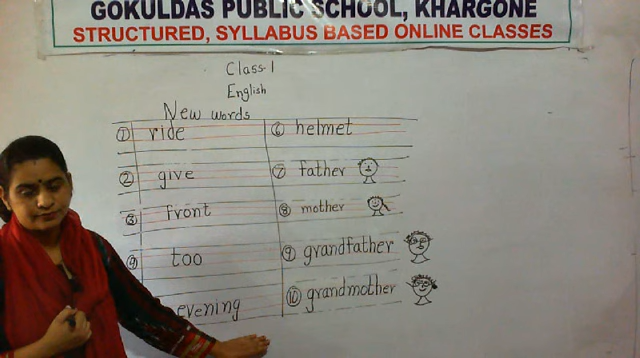 GOKULDAS PUBLIC SCHOOL, KHARGONE
STRUCTURED, SYLLABUS BASED ONLINE CLASSES
Class-1
English
New words
① ride
② give
③ front
④ too
evening
⑥ helmet
⑦ father
⑧ mother
⑨ grandfather
⑩ grandmother